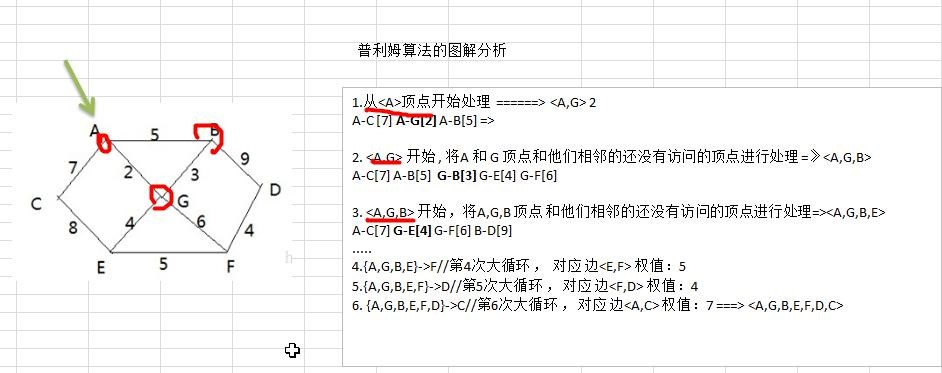 普利姆算法的图解分析
1.从<A>顶点开始处理 ======> <A,G> 2
A-C [7] A-G[2] A-B[5] =>
2. <A,G> 开始 , 将A 和 G 顶点和他们相邻的还没有访问的顶点进行处理 =》<A,G,B>
A-C[7] A-B[5] G-B[3] G-E[4] G-F[6]
3. <A,G,B> 开始，将A,G,B 顶点和他们相邻的还没有访问的顶点进行处理=><A,G,B,E>
A-C[7] G-E[4] G-F[6] B-D[9]
.....
4.{A,G,B,E}->F//第4次大循环 ， 对应边<E,F> 权值：5
5.{A,G,B,E,F}->D//第5次大循环 ，对应边<F,D> 权值：4
6. {A,G,B,E,F,D}->C//第6次大循环 ，对应边<A,C> 权值：7 ===> <A,G,B,E,F,D,C>
A 5 B
7 2 3 9
C G D
8 4 6 4
E 5 F
h